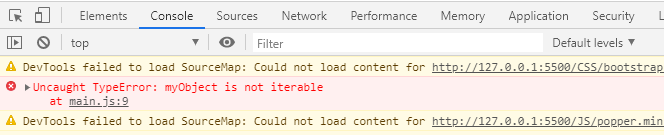 Elements Console Sources Network Performance Memory Application Security
top Filter Default levels
DevTools failed to load SourceMap: Could not load content for http://127.0.0.1:5500/CSS/bootstrap
Uncaught TypeError: myObject is not iterable
at main.js:9
DevTools failed to load SourceMap: Could not load content for http://127.0.0.1:5500/JS/popper.min